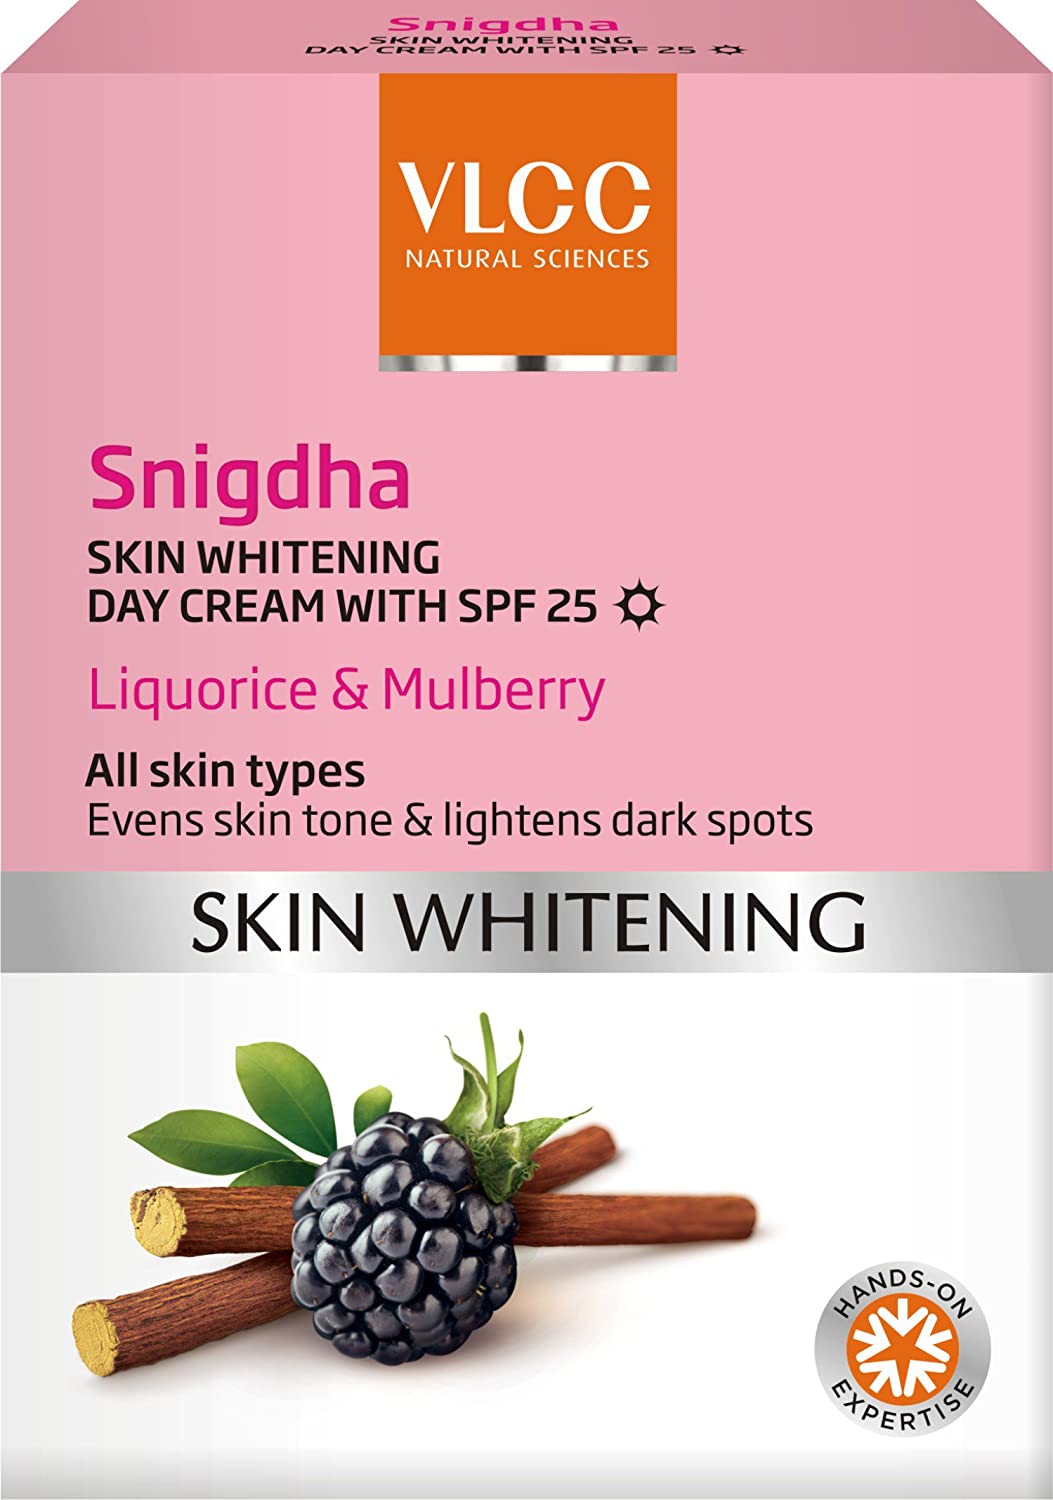 Snigdha
SKIN WHITENING
DAY CREAM WITH SPF 25
VLCC
NATURAL SCIENCES
Snigdha
SKIN WHITENING
DAY CREAM WITH SPF 25
Liquorice & Mulberry
All skin types
Evens skin tone & lightens dark spots
SKIN WHITENING
HANDS-ON
EXPERTISE